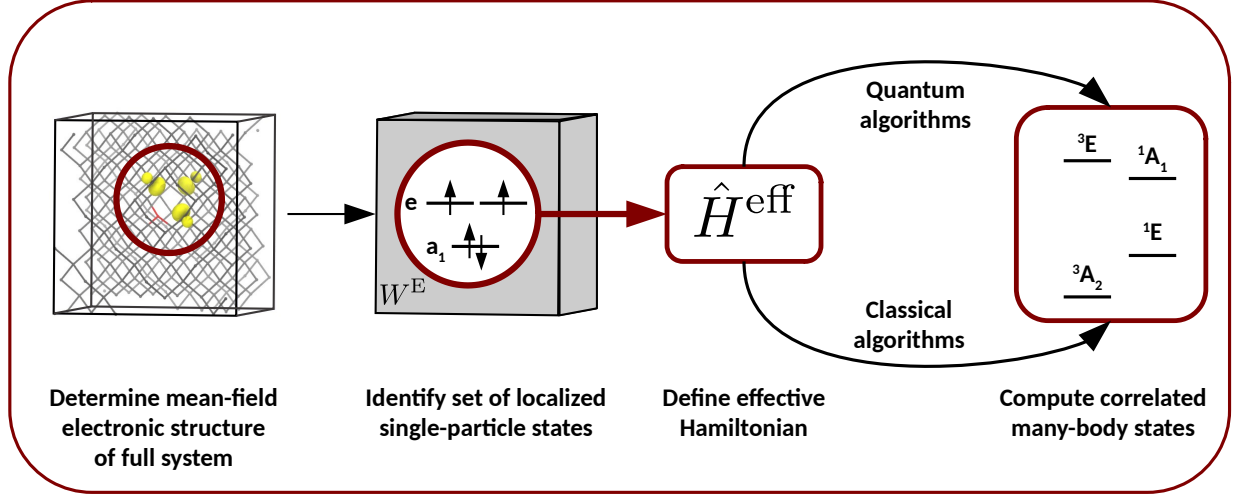 Quantum
algorithms
³E
¹A₁
e
Ĥ^eff
a₁
¹E
W^E
³A₂
Classical
algorithms
Determine mean-field
electronic structure
of full system
Identify set of localized
single-particle states
Define effective
Hamiltonian
Compute correlated
many-body states